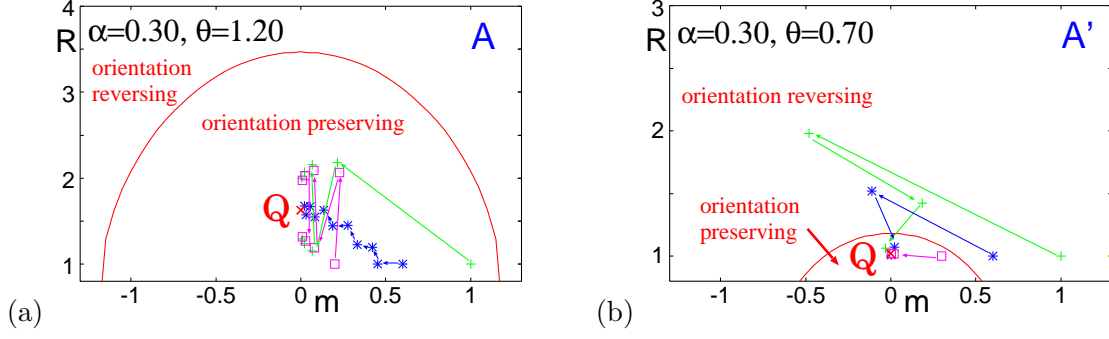 4
R
α=0.30, θ=1.20
A
orientation
reversing
3
orientation preserving
2
Q
1
-1
-0.5
0
m
0.5
1
(a)
3
R
α=0.30, θ=0.70
A'
orientation reversing
2
orientation
preserving
Q
1
-1
-0.5
0
m
0.5
1
(b)